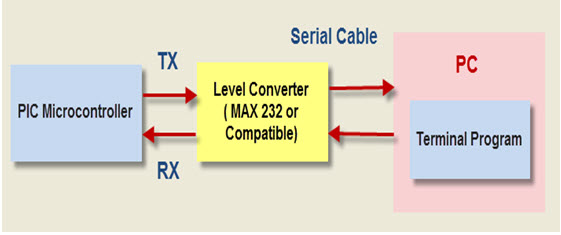 Serial Cable
TX
PC
PIC Microcontroller
Level Converter
( MAX 232 or
Compatible)
Terminal Program
RX